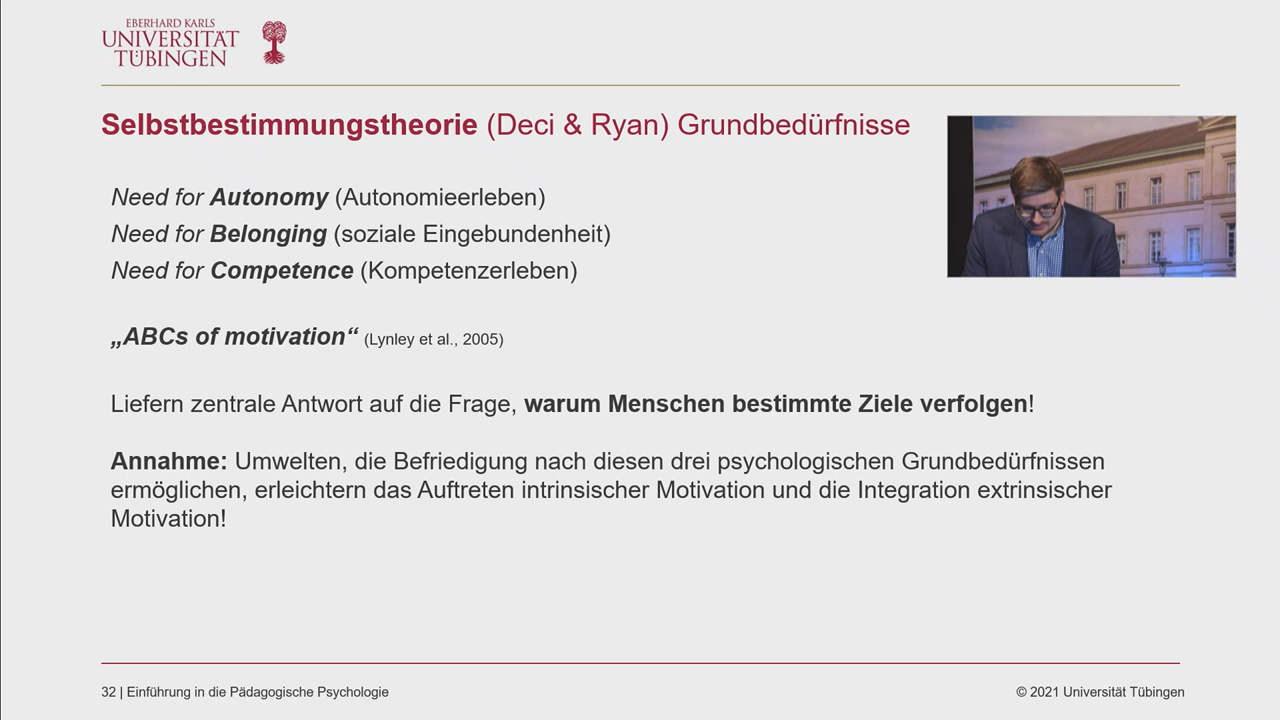 EBERHARD KARLS
UNIVERSITÄT
TÜBINGEN
Selbstbestimmungstheorie (Deci & Ryan) Grundbedürfnisse
Need for Autonomy (Autonomieerleben)
Need for Belonging (soziale Eingebundenheit)
Need for Competence (Kompetenzerleben)
„ABCs of motivation“ (Lynley et al., 2005)
Liefern zentrale Antwort auf die Frage, warum Menschen bestimmte Ziele verfolgen!
Annahme: Umwelten, die Befriedigung nach diesen drei psychologischen Grundbedürfnissen
ermöglichen, erleichtern das Auftreten intrinsischer Motivation und die Integration extrinsischer
Motivation!
32 | Einführung in die Pädagogische Psychologie
© 2021 Universität Tübingen